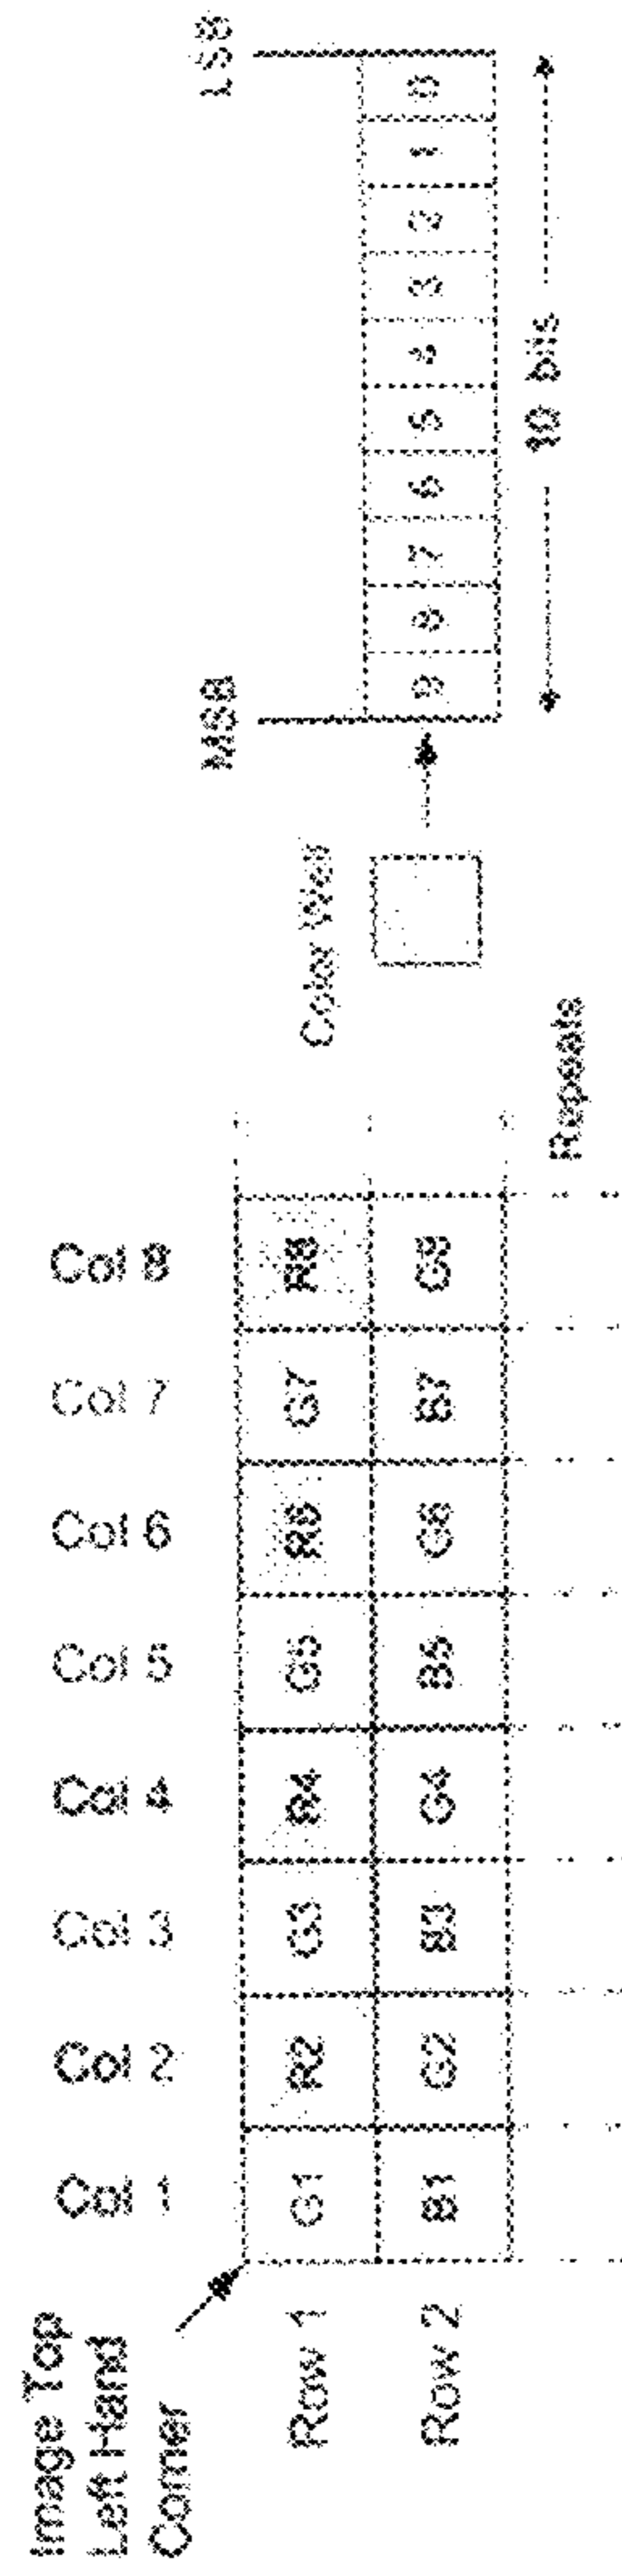 Image Top
Left Hand
Corner
Col 1 Col 2 Col 3 Col 4 Col 5 Col 6 Col 7 Col 8
Row 1 G1 R2 G3 R4 G5 R6 G7 R8
Row 2 B1 G2 B3 G4 B5 G6 B7 G8
Repeats
Color Well
MSB LSB
9 8 7 6 5 4 3 2 1 0
10 bits